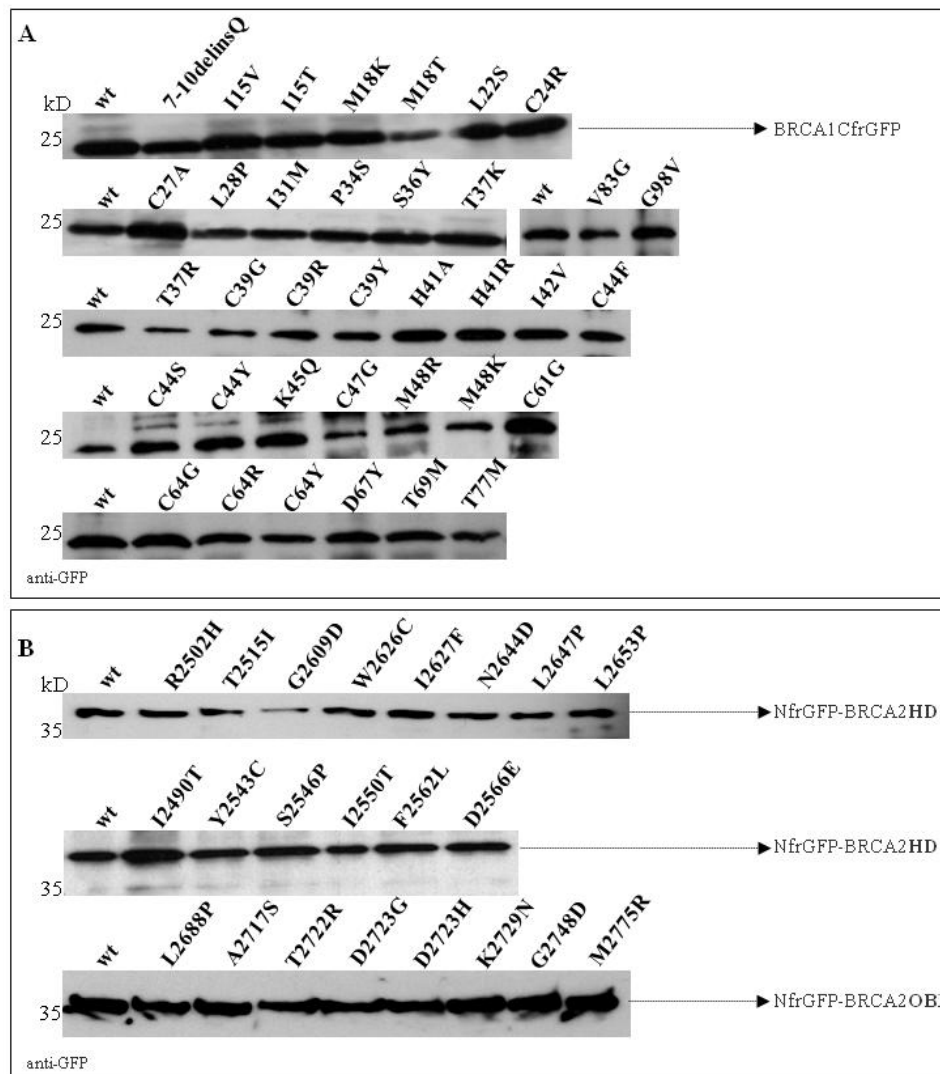 A
kD wt 7-10delinsQ I15V I15T M18K M18T L22S C24R
25 BRCA1CfrGFP
wt C27A L28P I31M P34S S36Y T37K wt V83G G98V
25
wt T37R C39G C39R C39Y H41A H41R I42V C44F
25
wt C44S C44Y K45Q C47G M48R M48K C61G
25
wt C64G C64R C64Y D67Y T69M T77M
25
anti-GFP
B
kD wt R2502H T2515I G2609D W2626C I2627F N2644D L2647P L2653P
35 NfrGFP-BRCA2HD
wt I2490T Y2543C S2546P I2550T F2562L D2566E
NfrGFP-BRCA2HD
35
wt L2688P A2717S T2722R D2723G D2723H K2729N G2748D M2775R
35 NfrGFP-BRCA2OB
anti-GFP